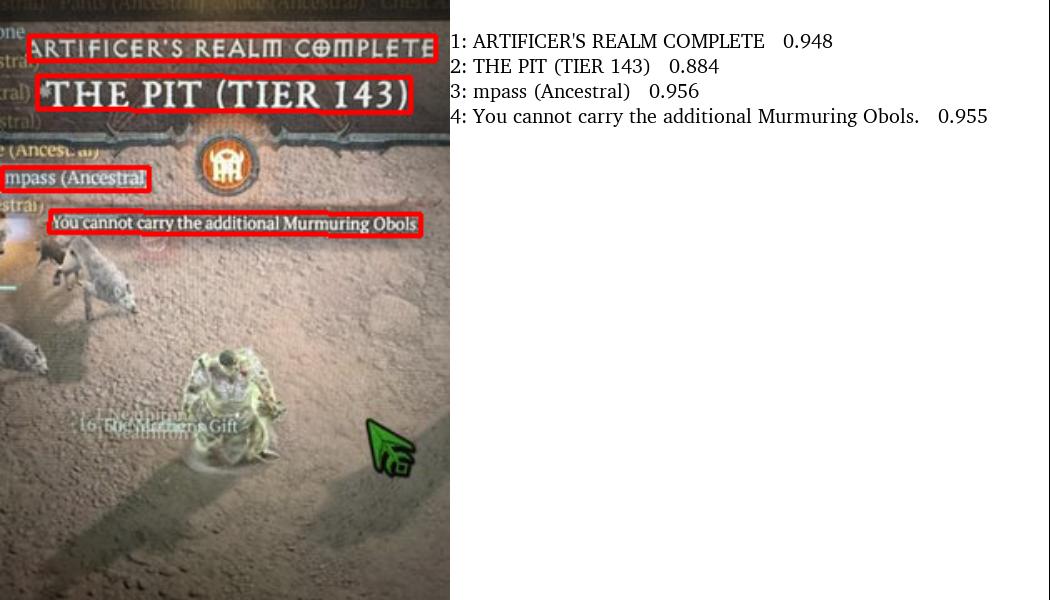 ARTIFICER'S REALM COMPLETE
THE PIT (TIER 143)
mpass (Ancestral)
You cannot carry the additional Murmuring Obols.
Gift
1: ARTIFICER'S REALM COMPLETE 0.948
2: THE PIT (TIER 143) 0.884
3: mpass (Ancestral) 0.956
4: You cannot carry the additional Murmuring Obols. 0.955